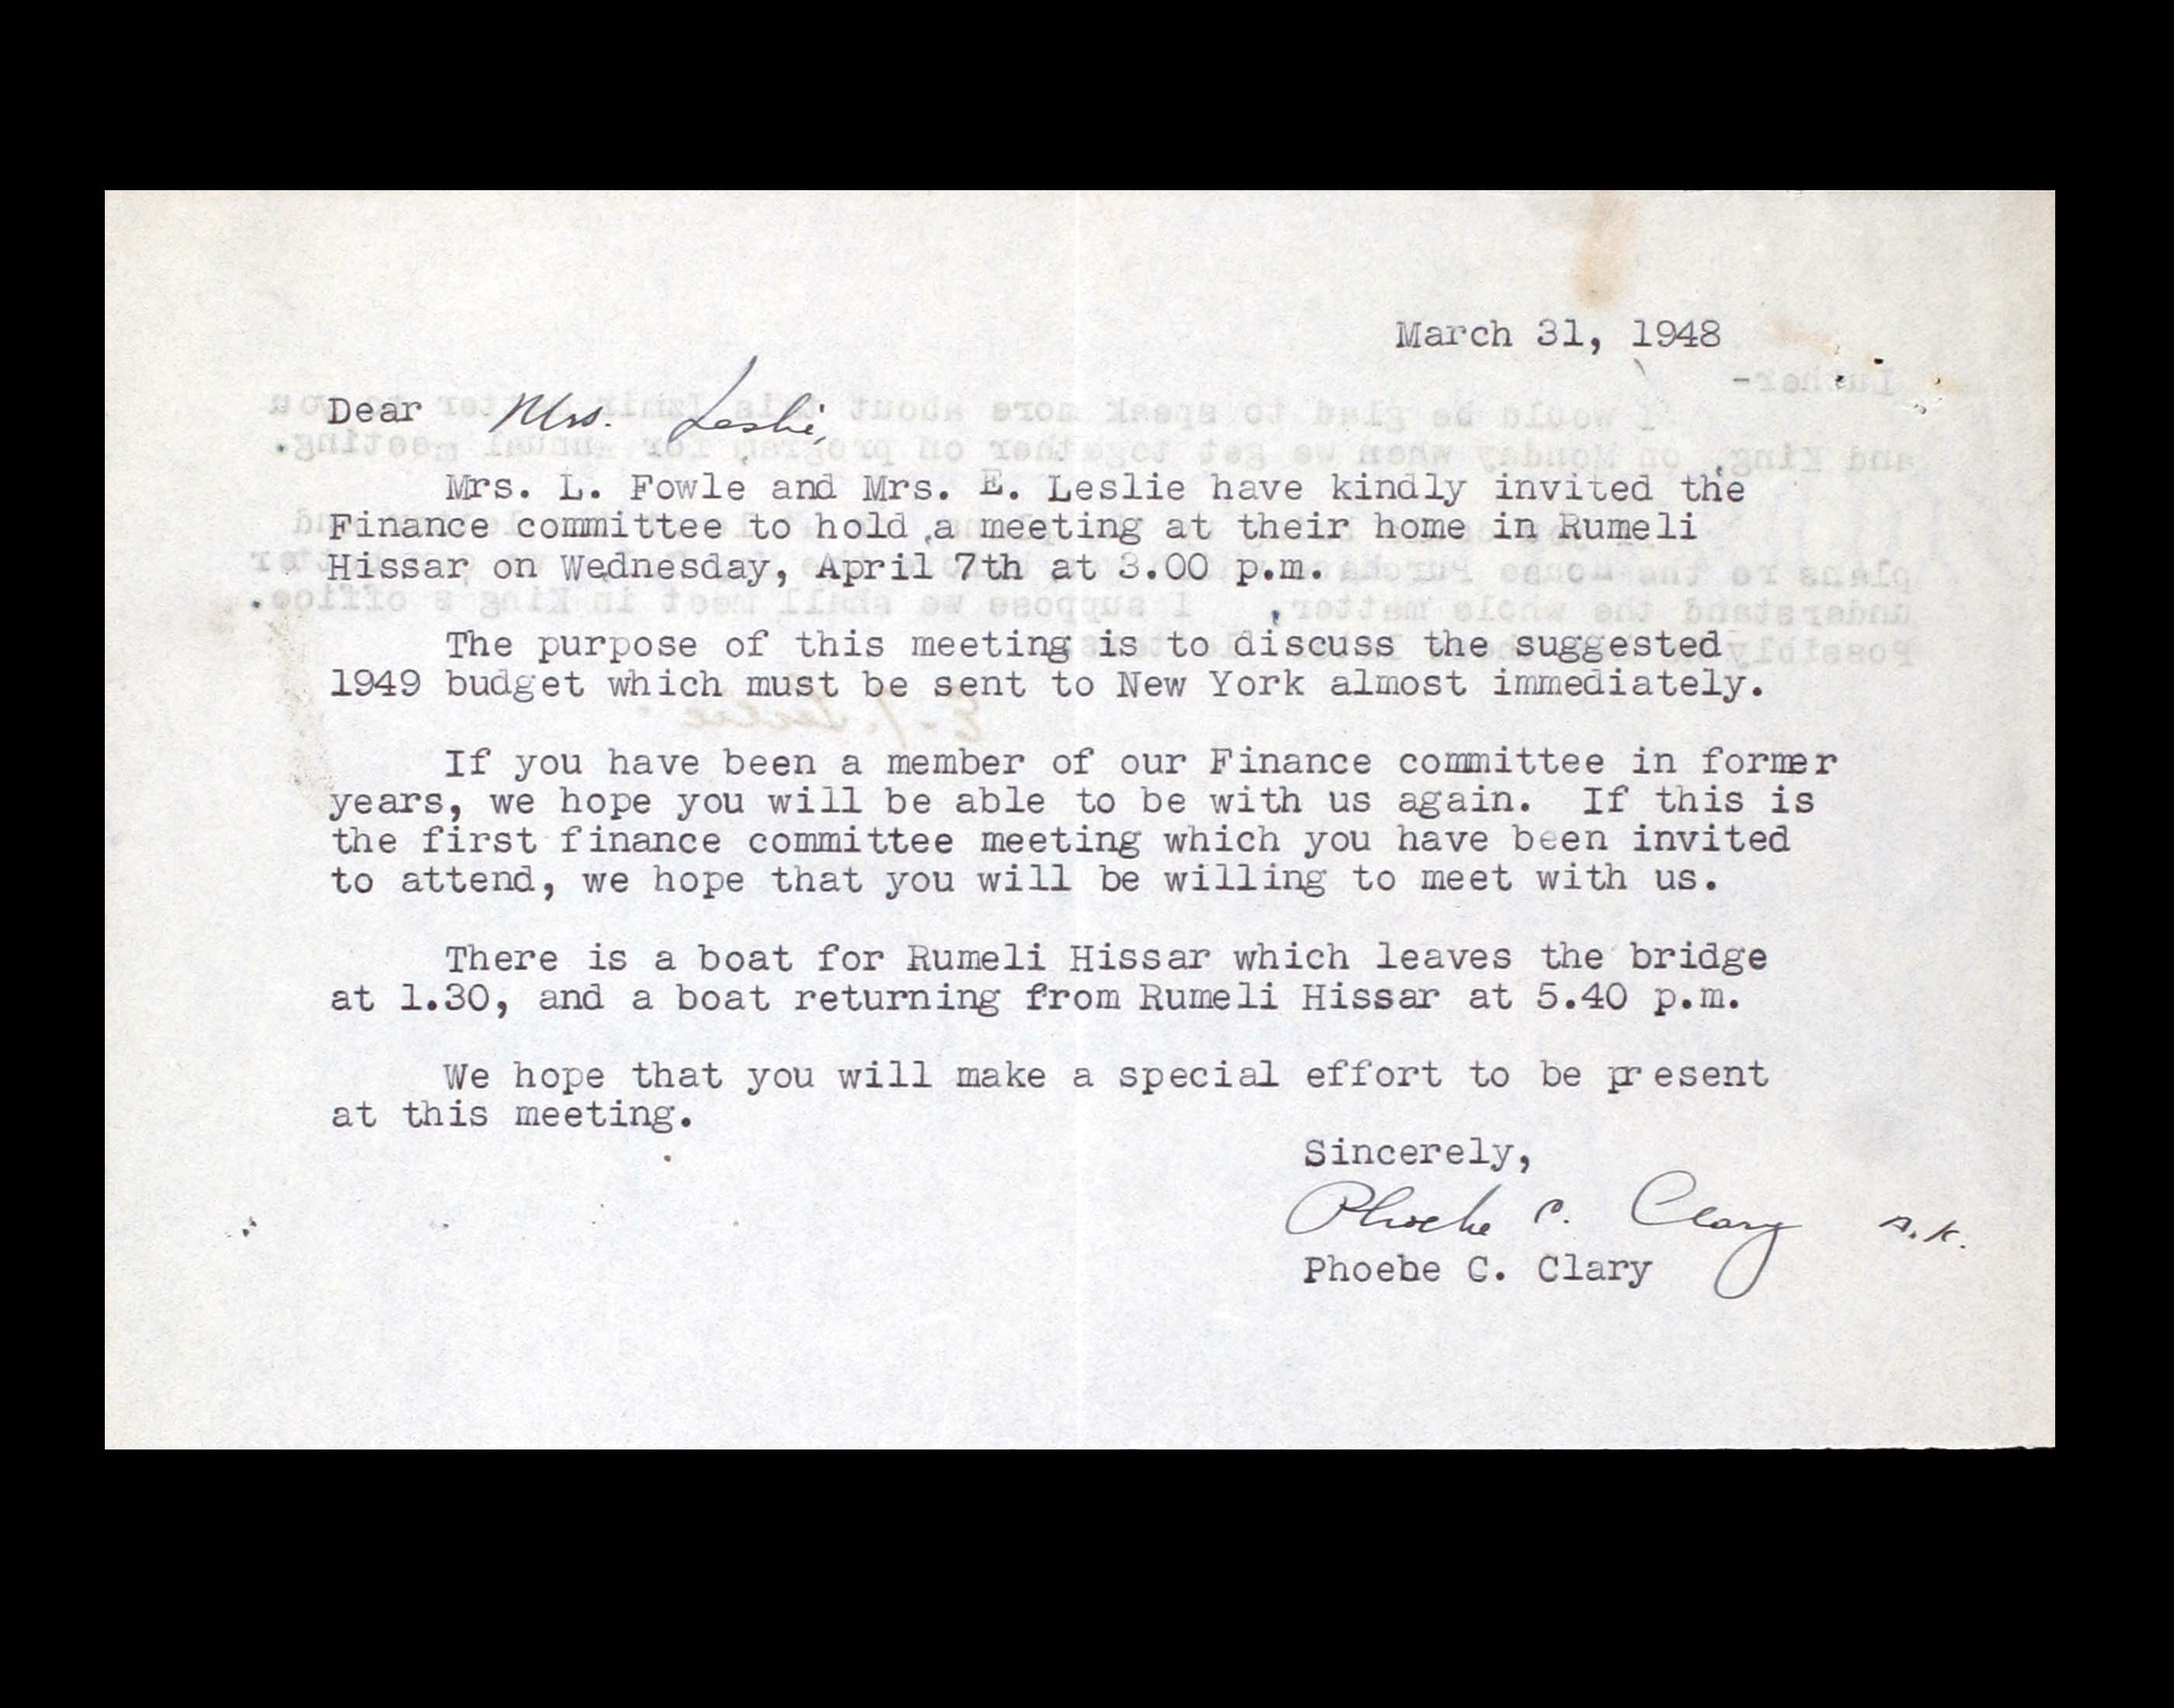 March 31, 1948
Dear Mrs. Leslie,
Mrs. L. Fowle and Mrs. E. Leslie have kindly invited the
Finance committee to hold a meeting at their home in Rumeli
Hissar on Wednesday, April 7th at 3.00 p.m.
The purpose of this meeting is to discuss the suggested
1949 budget which must be sent to New York almost immediately.
If you have been a member of our Finance committee in former
years, we hope you will be able to be with us again. If this is
the first finance committee meeting which you have been invited
to attend, we hope that you will be willing to meet with us.
There is a boat for Rumeli Hissar which leaves the bridge
at 1.30, and a boat returning from Rumeli Hissar at 5.40 p.m.
We hope that you will make a special effort to be present
at this meeting.
Sincerely,
Phoebe C. Clary
Phoebe C. Clary